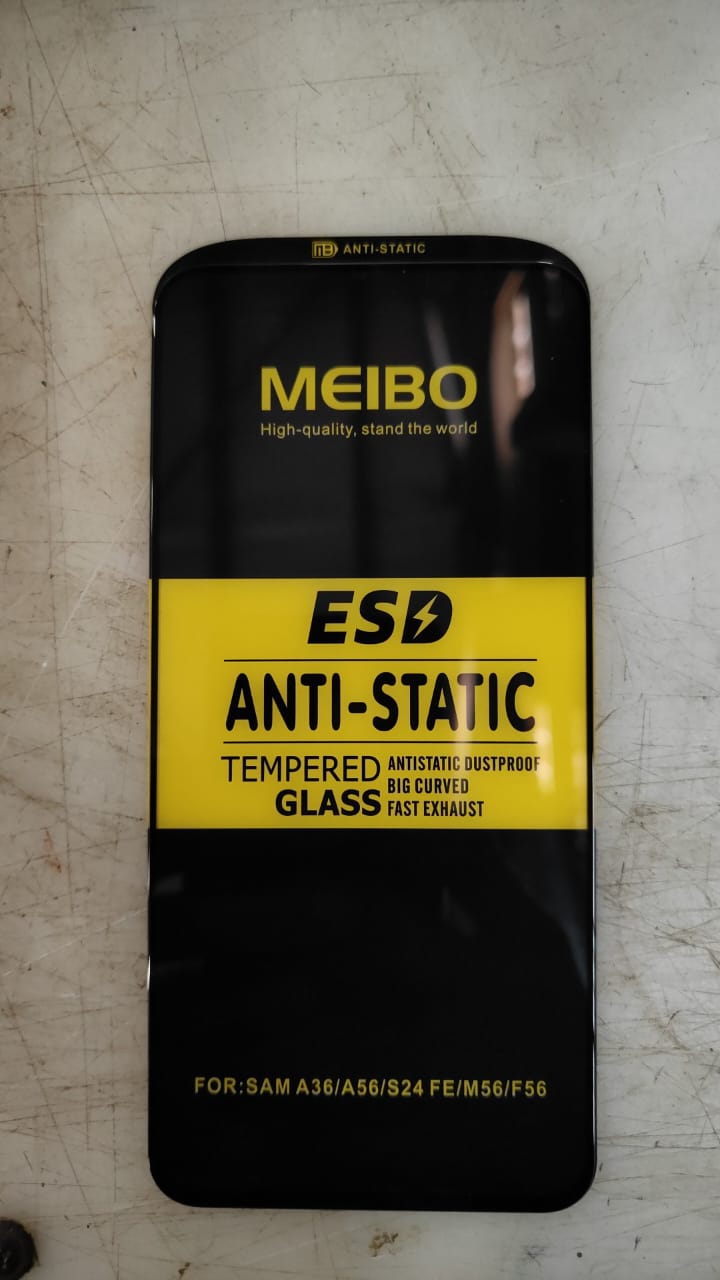 ANTI-STATIC
MEIBO
High-quality, stand the world
ESD
ANTI-STATIC
TEMPERED GLASS
ANTISTATIC DUSTPROOF
BIG CURVED
FAST EXHAUST
FOR:SAM A36/A56/S24 FE/M56/F56